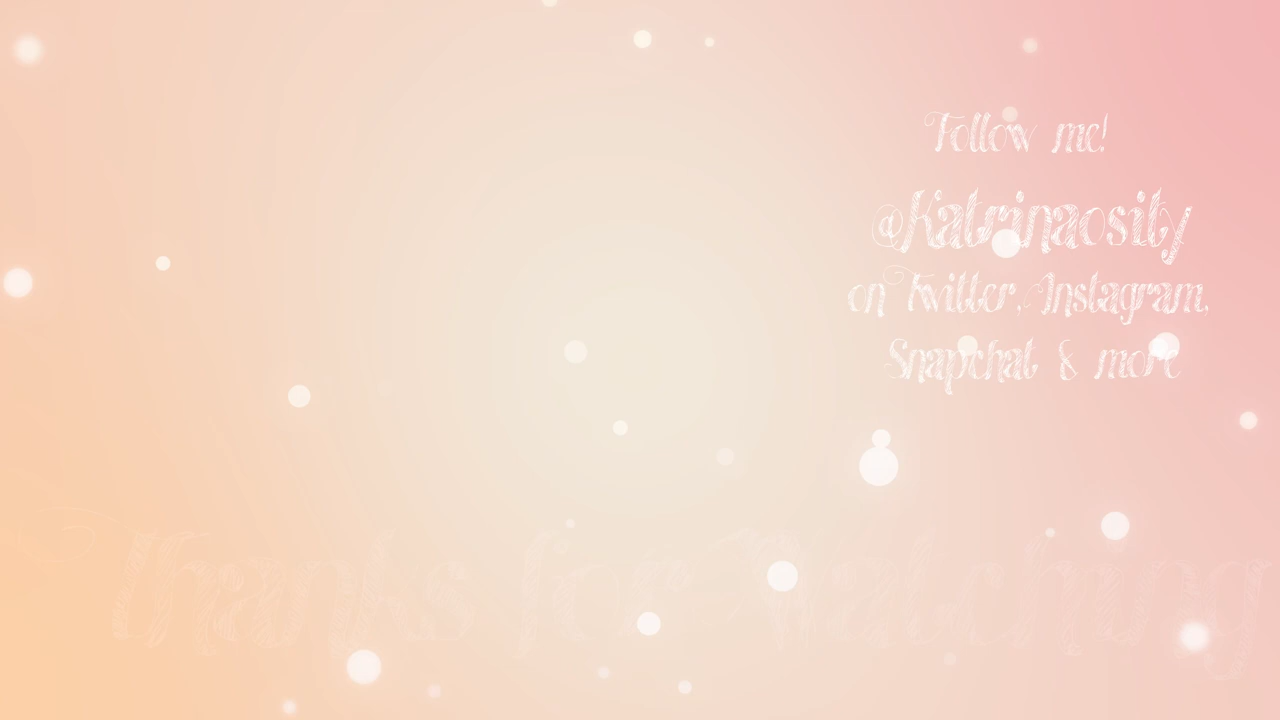 Follow me!
@Katrinaosity
on Twitter, Instagram,
Snapchat & more
Thanks for Watching